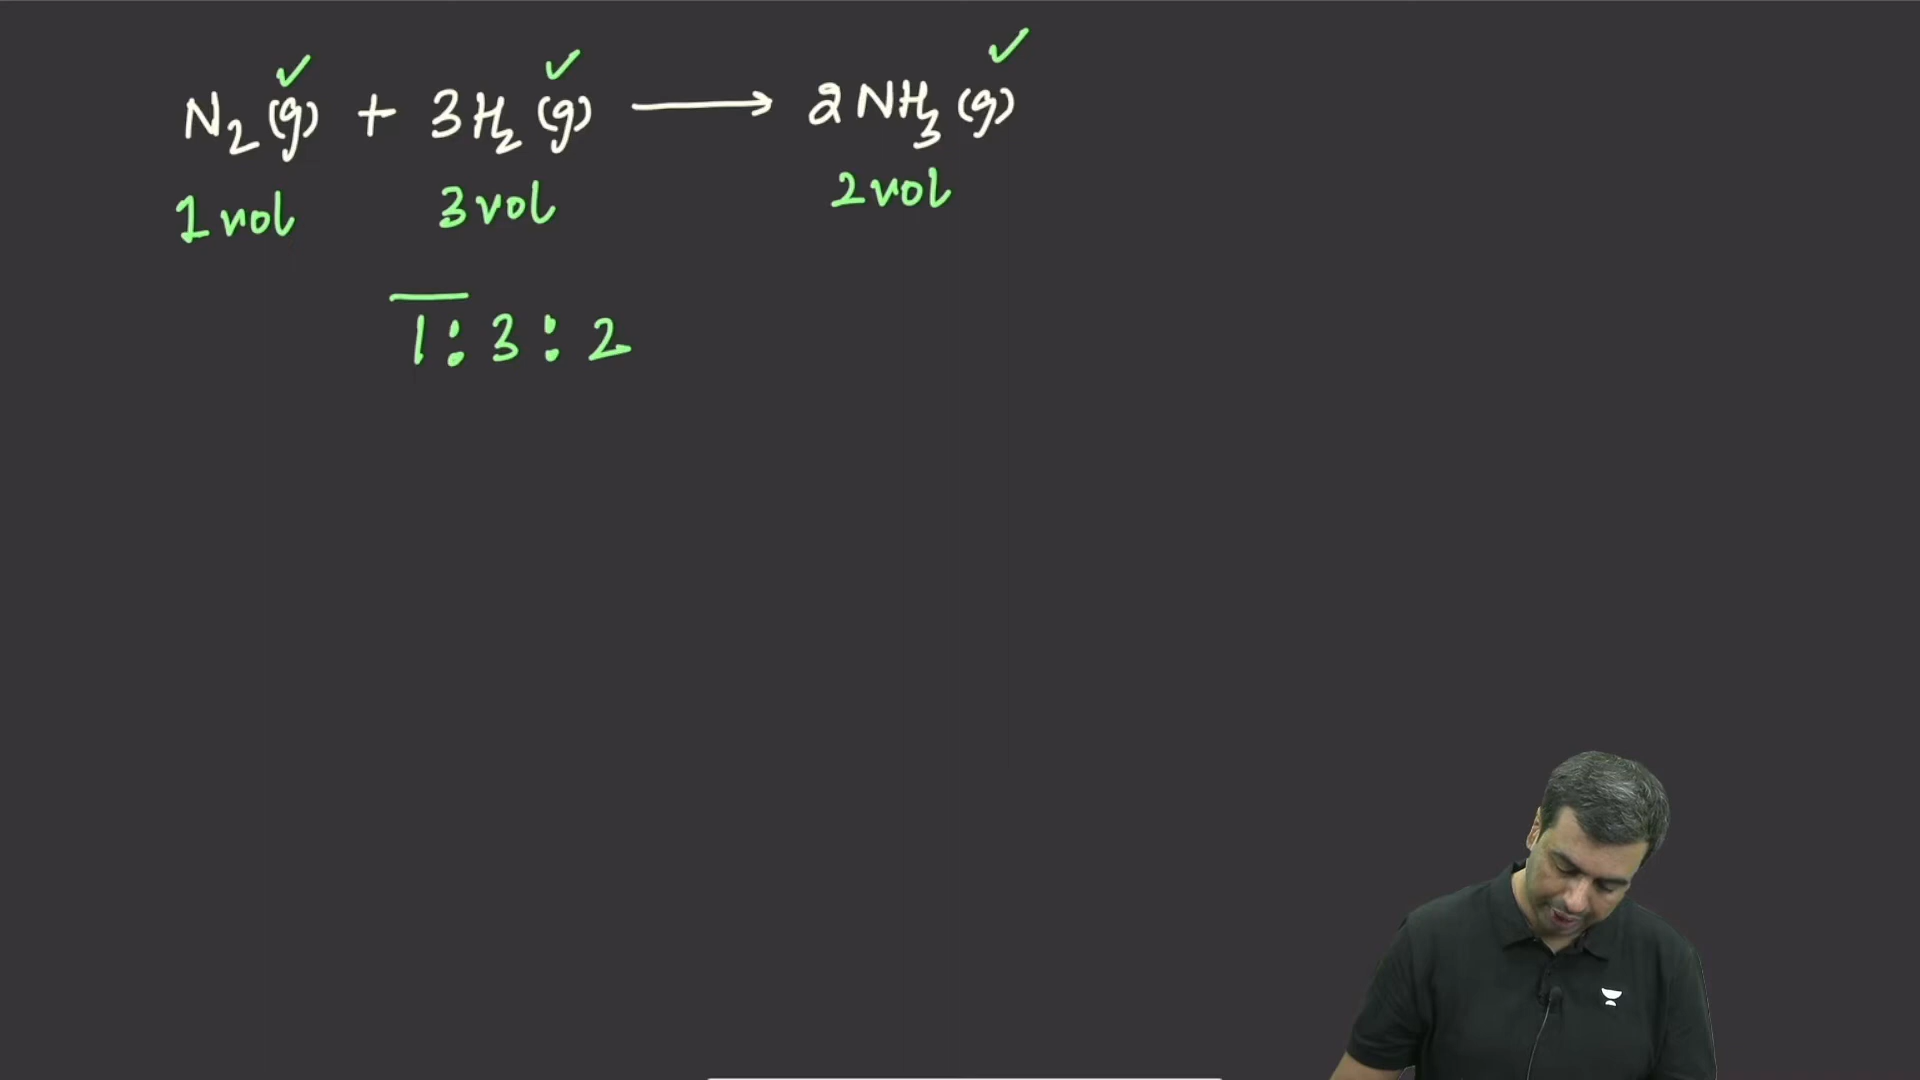 N₂(g) + 3H₂(g) ⟶ 2NH₃(g)
1 vol 3 vol 2 vol
1 : 3 : 2